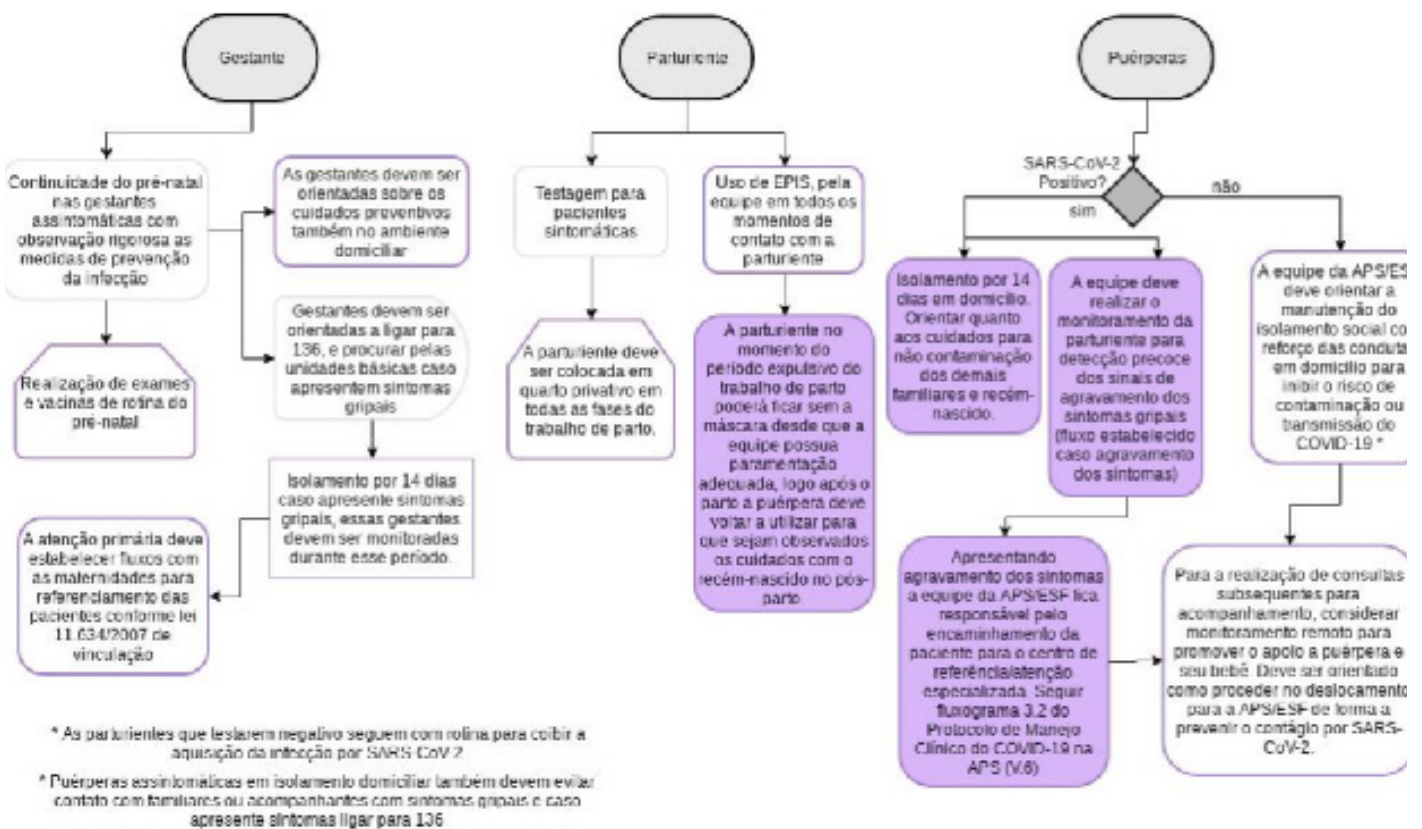 Gestante
Continuidade do pré-natal
nas gestantes
assintomáticas com
observação rigorosa as
medidas de prevenção
da infecção
As gestantes devem ser
orientadas sobre os
cuidados preventivos
também no ambiente
domiciliar
Gestantes devem ser
orientadas a ligar para
136, e procurar pelas
unidades básicas caso
apresentem sintomas
gripais
Realização de exames
e vacinas de rotina do
pré-natal
Isolamento por 14 dias
caso apresente sintomas
gripais, essas gestantes
devem ser monitoradas
durante esse período.
A atenção primária deve
estabelecer fluxos com
as maternidades para
referenciamento das
pacientes conforme lei
11.634/2007 de
vinculação
Parturiente
Testagem para
pacientes
sintomáticas
Uso de EPIS, pela
equipe em todos os
momentos de
contato com a
parturiente
A parturiente deve
ser colocada em
quarto privativo em
todas as fases do
trabalho de parto.
A parturiente no
momento do
período expulsivo do
trabalho de parto
poderá ficar sem a
máscara desde que a
equipe possua
paramentação
adequada, logo após o
parto a puérpera deve
voltar a utilizar para
que sejam observados
os cuidados com o
recém-nascido no pós-
parto.
Puérperas
SARS-CoV-2
Positivo?
sim
não
Isolamento por 14
dias em domicílio.
Orientar quanto
aos cuidados para
não contaminação
dos demais
familiares e recém-
nascido.
A equipe deve
realizar o
monitoramento da
parturiente para
detecção precoce
dos sinais de
agravamento dos
sintomas gripais
(fluxo estabelecido
caso agravamento
dos sintomas)
A equipe da APS/ES
deve orientar a
manutenção do
isolamento social co
reforço das conduta
em domicílio para
inibir o risco de
contaminação ou
transmissão do
COVID-19 *
Apresentando
agravamento dos sintomas
a equipe da APS/ESF fica
responsável pelo
encaminhamento da
paciente para o centro de
referência/atenção
especializada. Seguir
fluxograma 3.2 do
Protocolo de Manejo
Clínico do COVID-19 na
APS (V.6)
Para a realização de consultas
subsequentes para
acompanhamento, considerar
monitoramento remoto para
promover o apoio a puérpera e
seu bebê. Deve ser orientado
como proceder no deslocamento
para a APS/ESF de forma a
prevenir o contágio por SARS-
CoV-2.
* As parturientes que testarem negativo seguem com rotina para coibir a
aquisição da infecção por SARS-CoV-2
* Puérperas assintomáticas em isolamento domiciliar também devem evitar
contato com familiares ou acompanhantes com sintomas gripais e caso
apresente sintomas ligar para 136